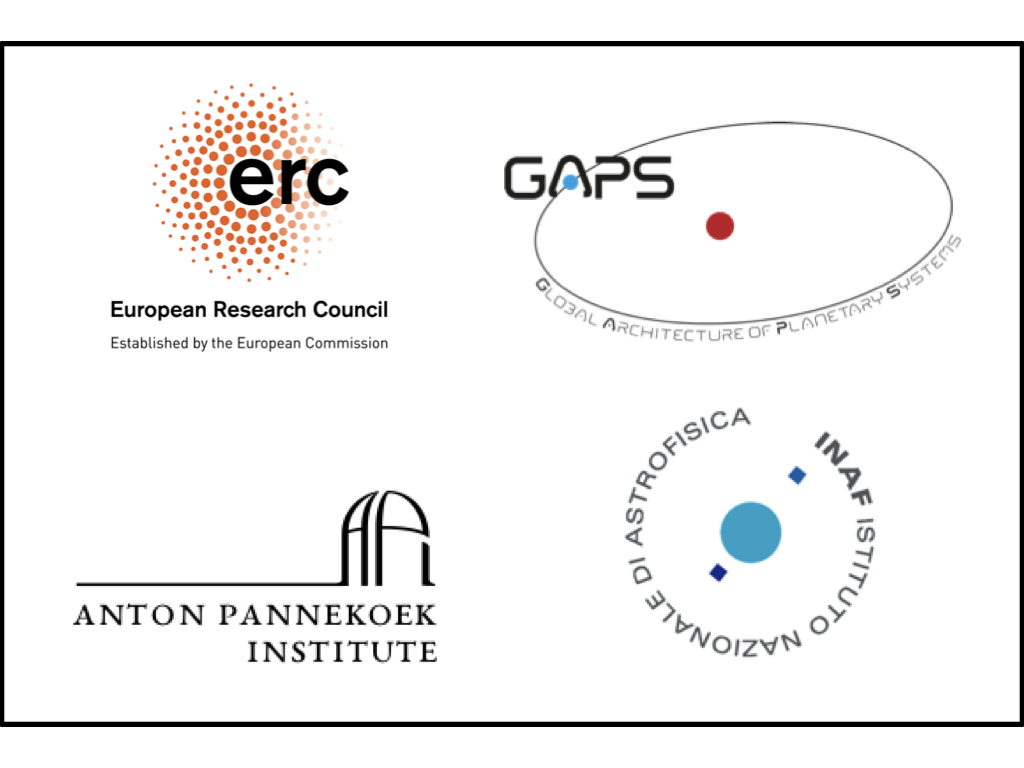 erc
European Research Council
Established by the European Commission
GAPS
GLOBAL ARCHITECTURE OF PLANETARY SYSTEMS
ANTON PANNEKOEK
INSTITUTE
INAF ISTITUTO NAZIONALE DI ASTROFISICA